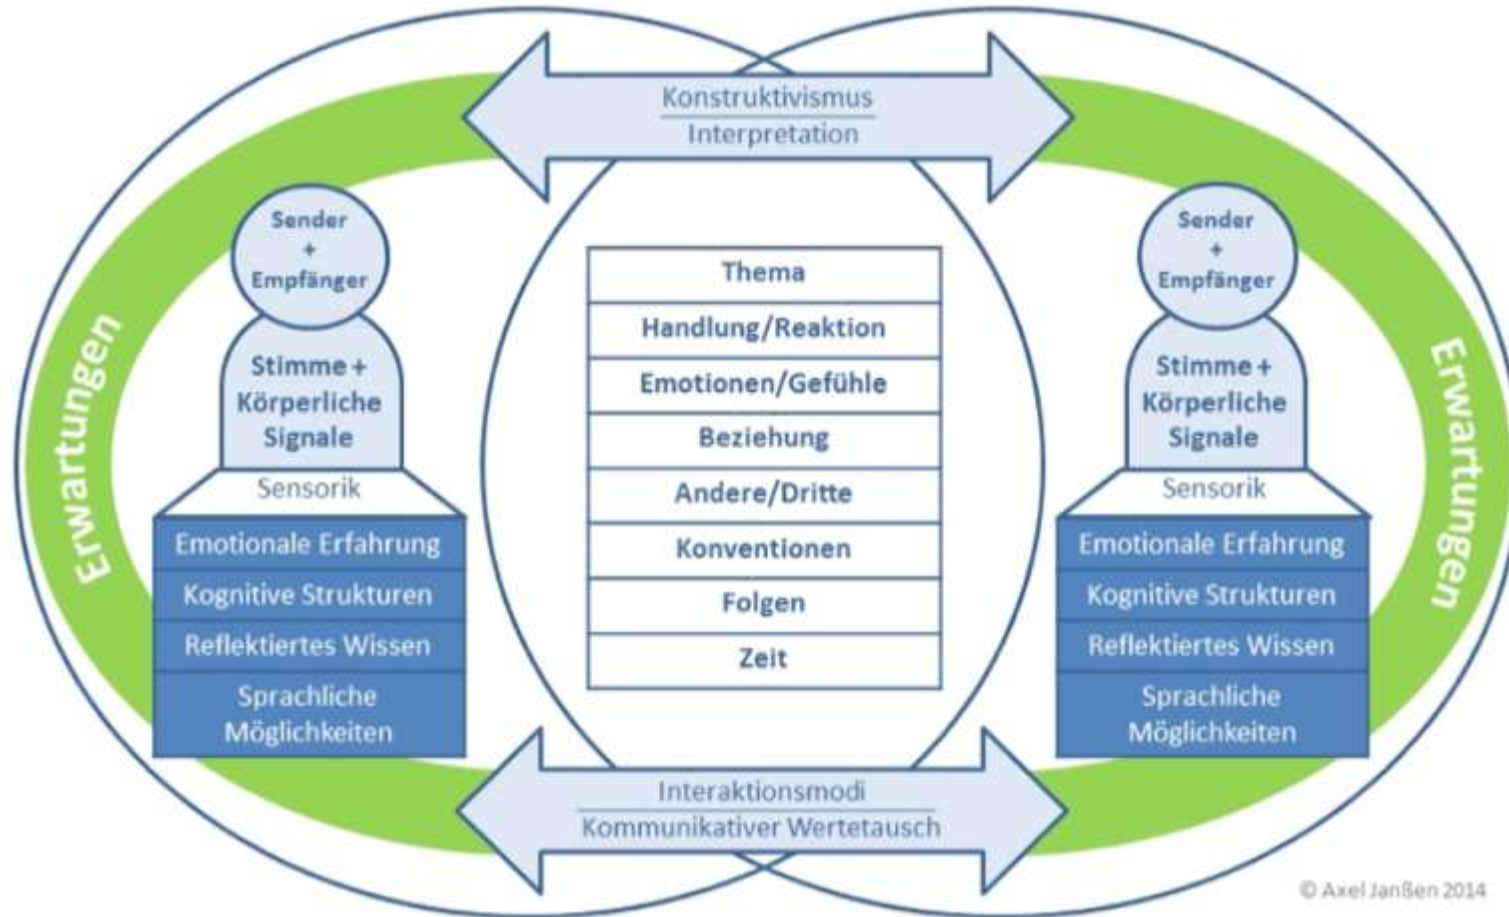 Konstruktivismus
Interpretation
Erwartungen
Sender
+
Empfänger
Stimme +
Körperliche
Signale
Sensorik
Emotionale Erfahrung
Kognitive Strukturen
Reflektiertes Wissen
Sprachliche
Möglichkeiten
Thema
Handlung/Reaktion
Emotionen/Gefühle
Beziehung
Andere/Dritte
Konventionen
Folgen
Zeit
Sender
+
Empfänger
Stimme +
Körperliche
Signale
Sensorik
Emotionale Erfahrung
Kognitive Strukturen
Reflektiertes Wissen
Sprachliche
Möglichkeiten
Erwartungen
Interaktionsmodi
Kommunikativer Wertetausch
© Axel Janßen 2014